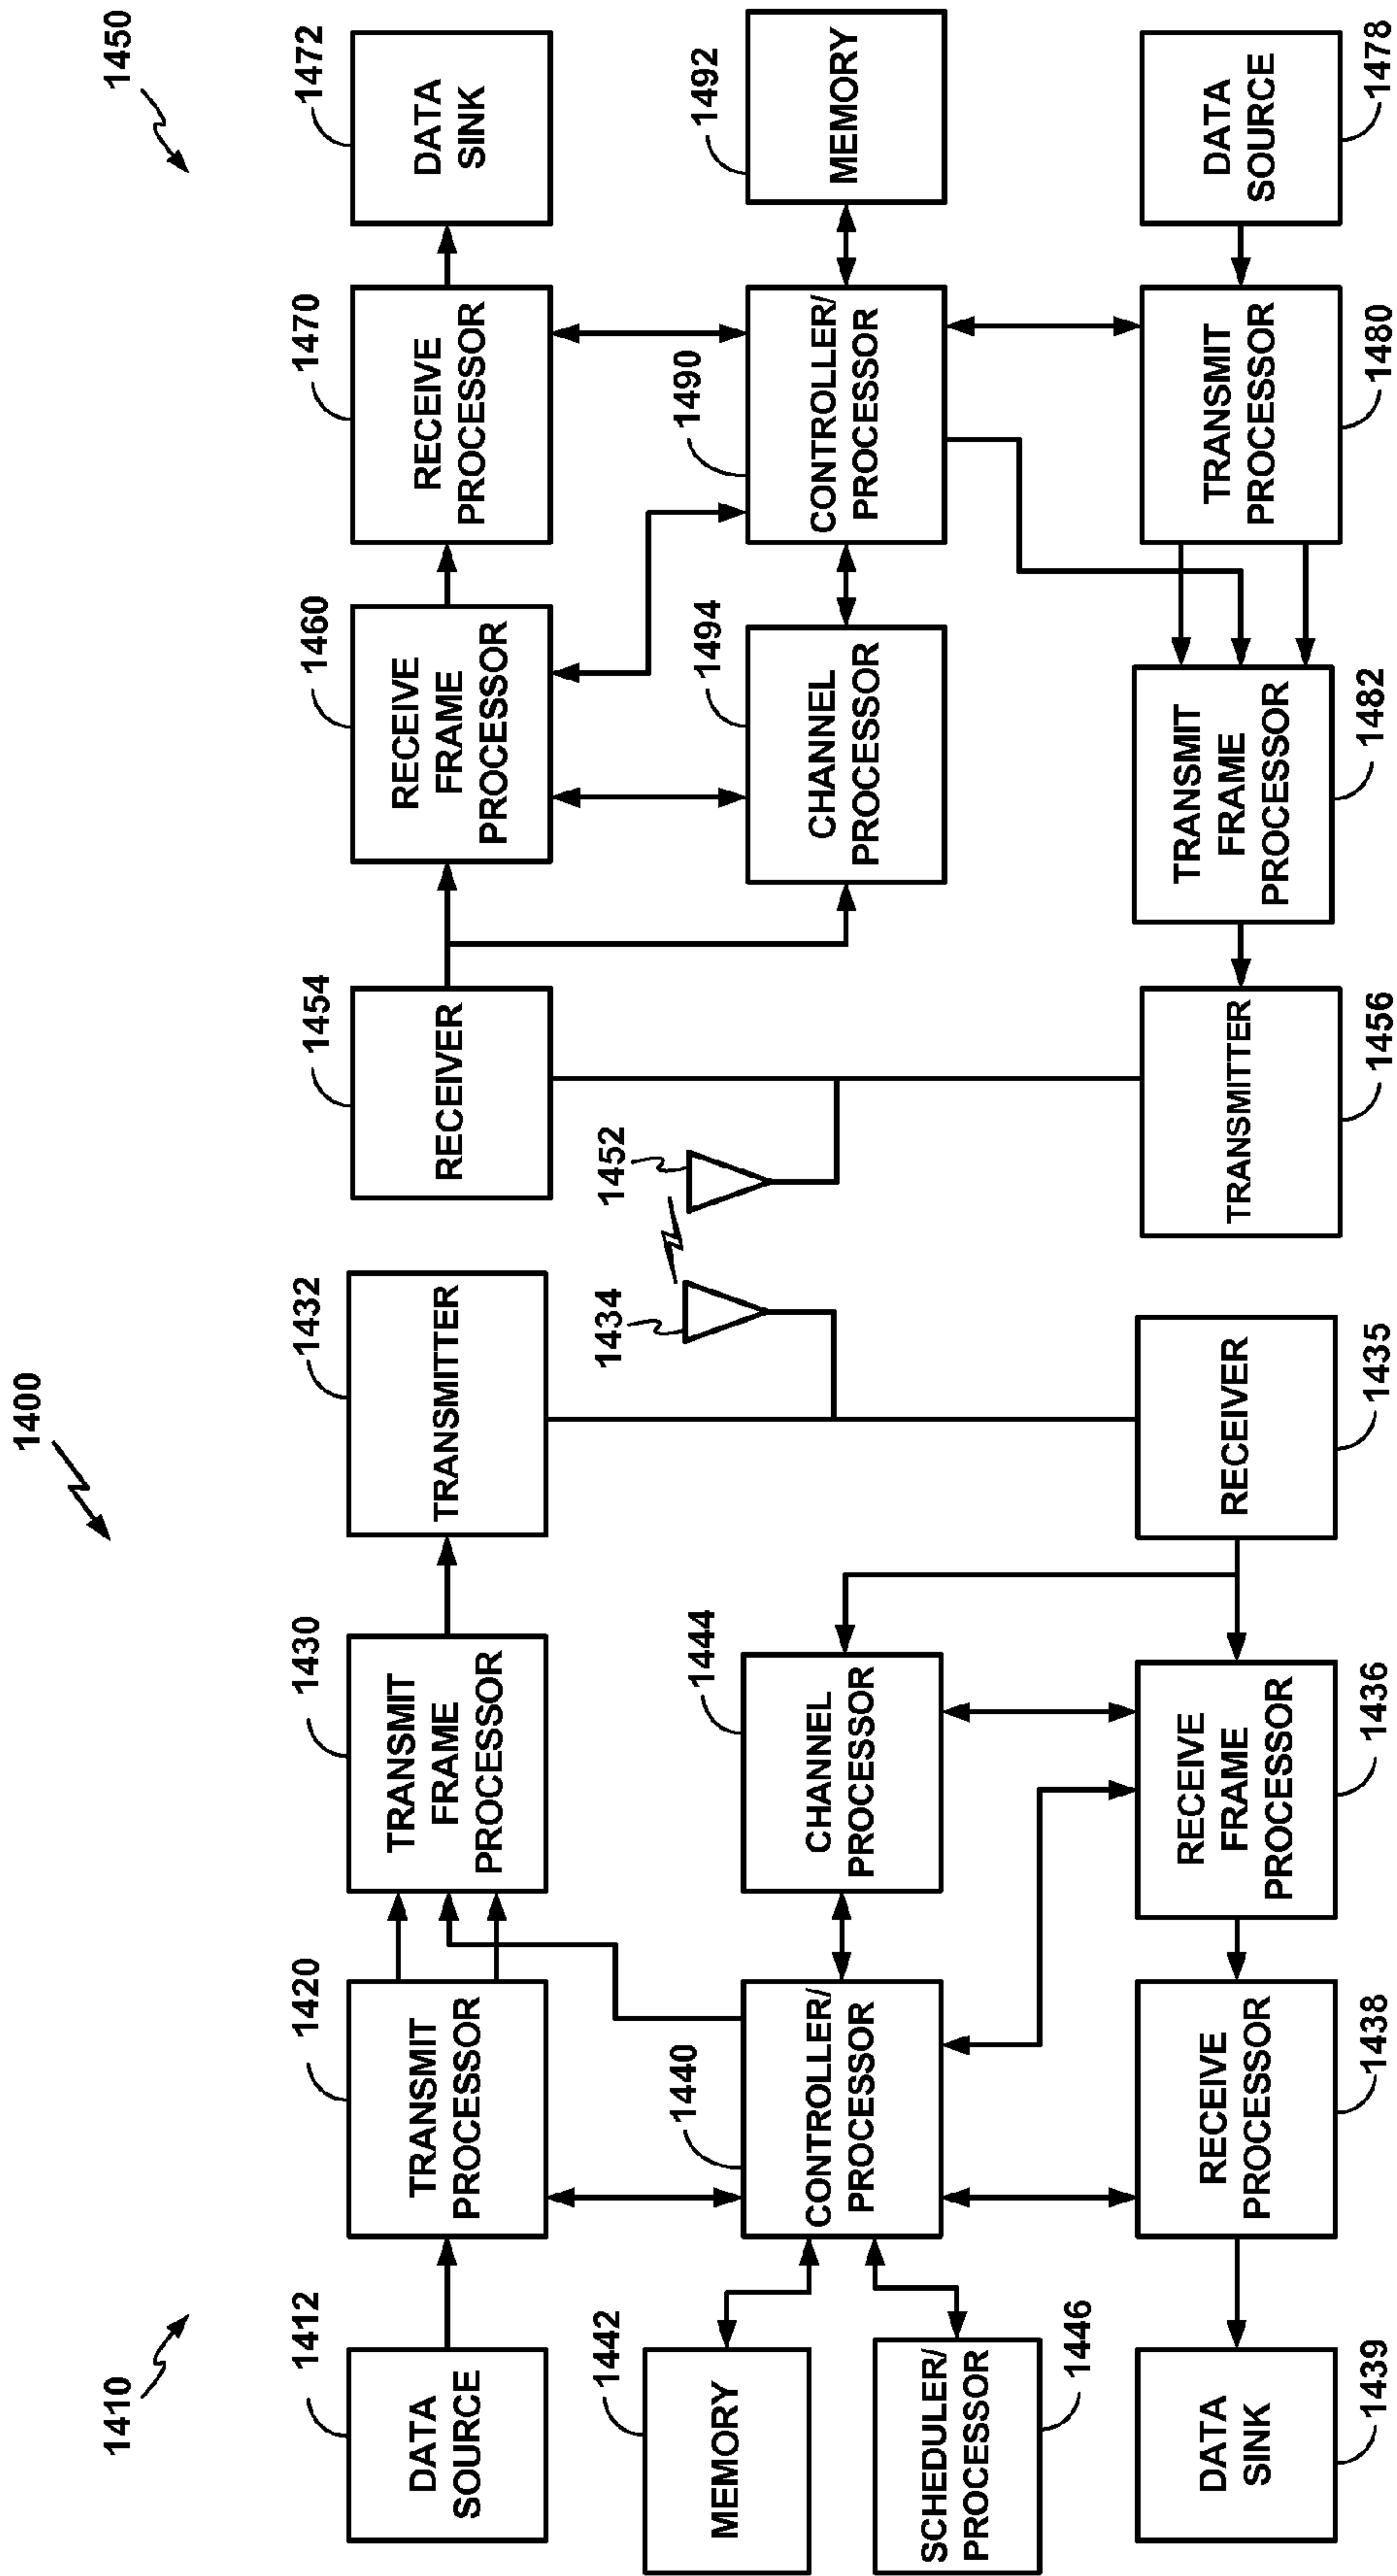 1400
1410
1450
1412
DATA
SOURCE
1420
TRANSMIT
PROCESSOR
1430
TRANSMIT
FRAME
PROCESSOR
1432
TRANSMITTER
1454
RECEIVER
1460
RECEIVE
FRAME
PROCESSOR
1470
RECEIVE
PROCESSOR
1472
DATA
SINK
1442
MEMORY
1446
SCHEDULER/
PROCESSOR
1440
CONTROLLER/
PROCESSOR
1444
CHANNEL
PROCESSOR
1434
1452
1494
CHANNEL
PROCESSOR
1490
CONTROLLER/
PROCESSOR
1492
MEMORY
DATA
SINK
1439
RECEIVE
PROCESSOR
1438
RECEIVE
FRAME
PROCESSOR
1436
RECEIVER
1435
TRANSMITTER
1456
TRANSMIT
FRAME
PROCESSOR
1482
TRANSMIT
PROCESSOR
1480
DATA
SOURCE
1478